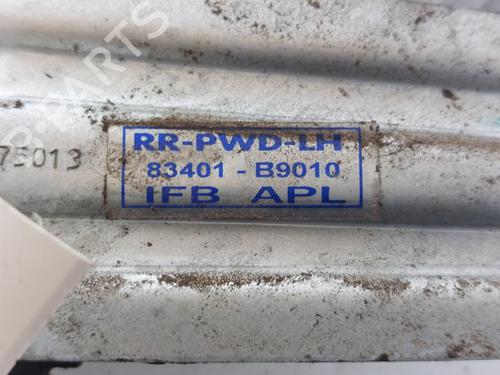 RR-PWD-LH
75013
83401 - B9010
IFB APL